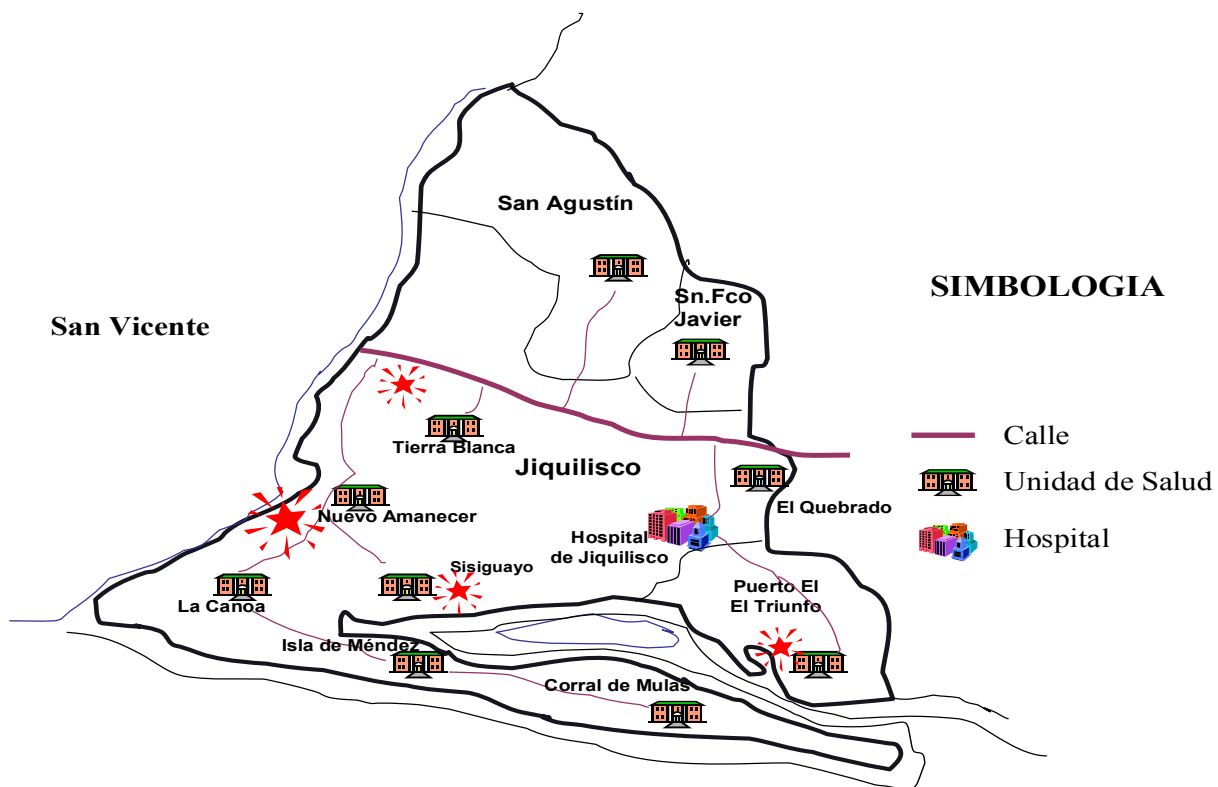 San Agustín
SIMBOLOGIA
Sn.Fco
Javier
San Vicente
Calle
Tierra Blanca
Jiquilisco
Unidad de Salud
El Quebrado
Nuevo Amanecer
Hospital
de Jiquilisco
Hospital
Sisiguayo
Puerto El
El Triunfo
La Canoa
Isla de Méndez
Corral de Mulas